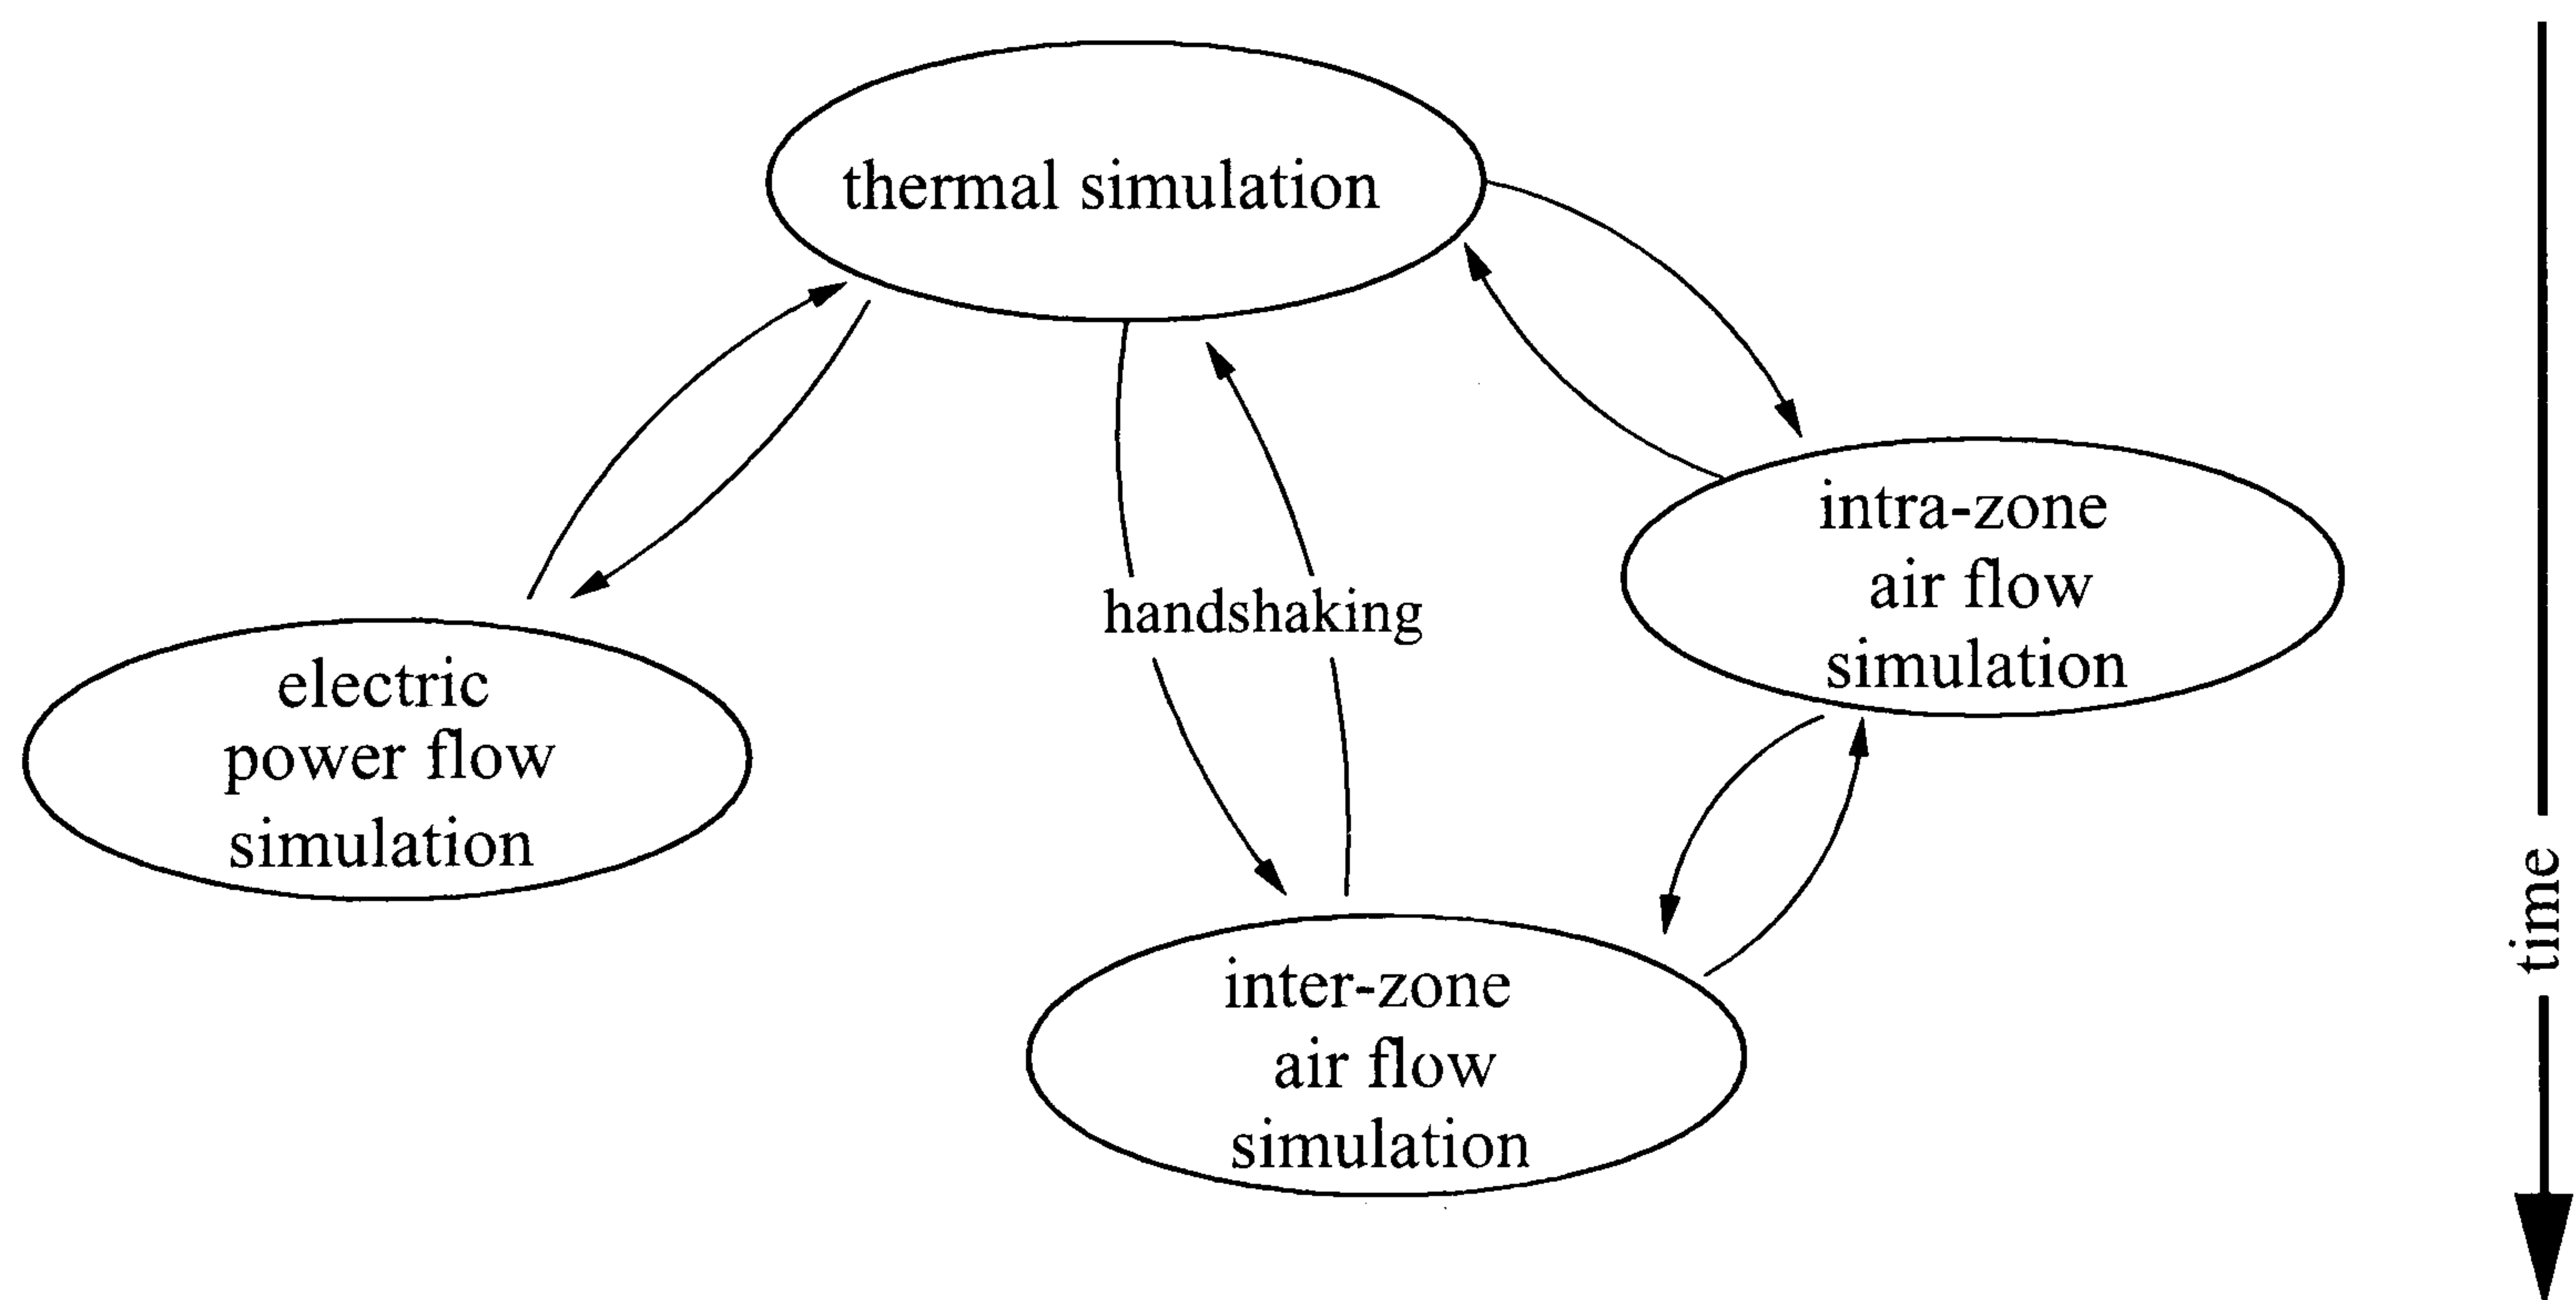 thermal simulation
intra-zone
air flow
simulation
handshaking
electric
power flow
simulation
inter-zone
air flow
simulation
time